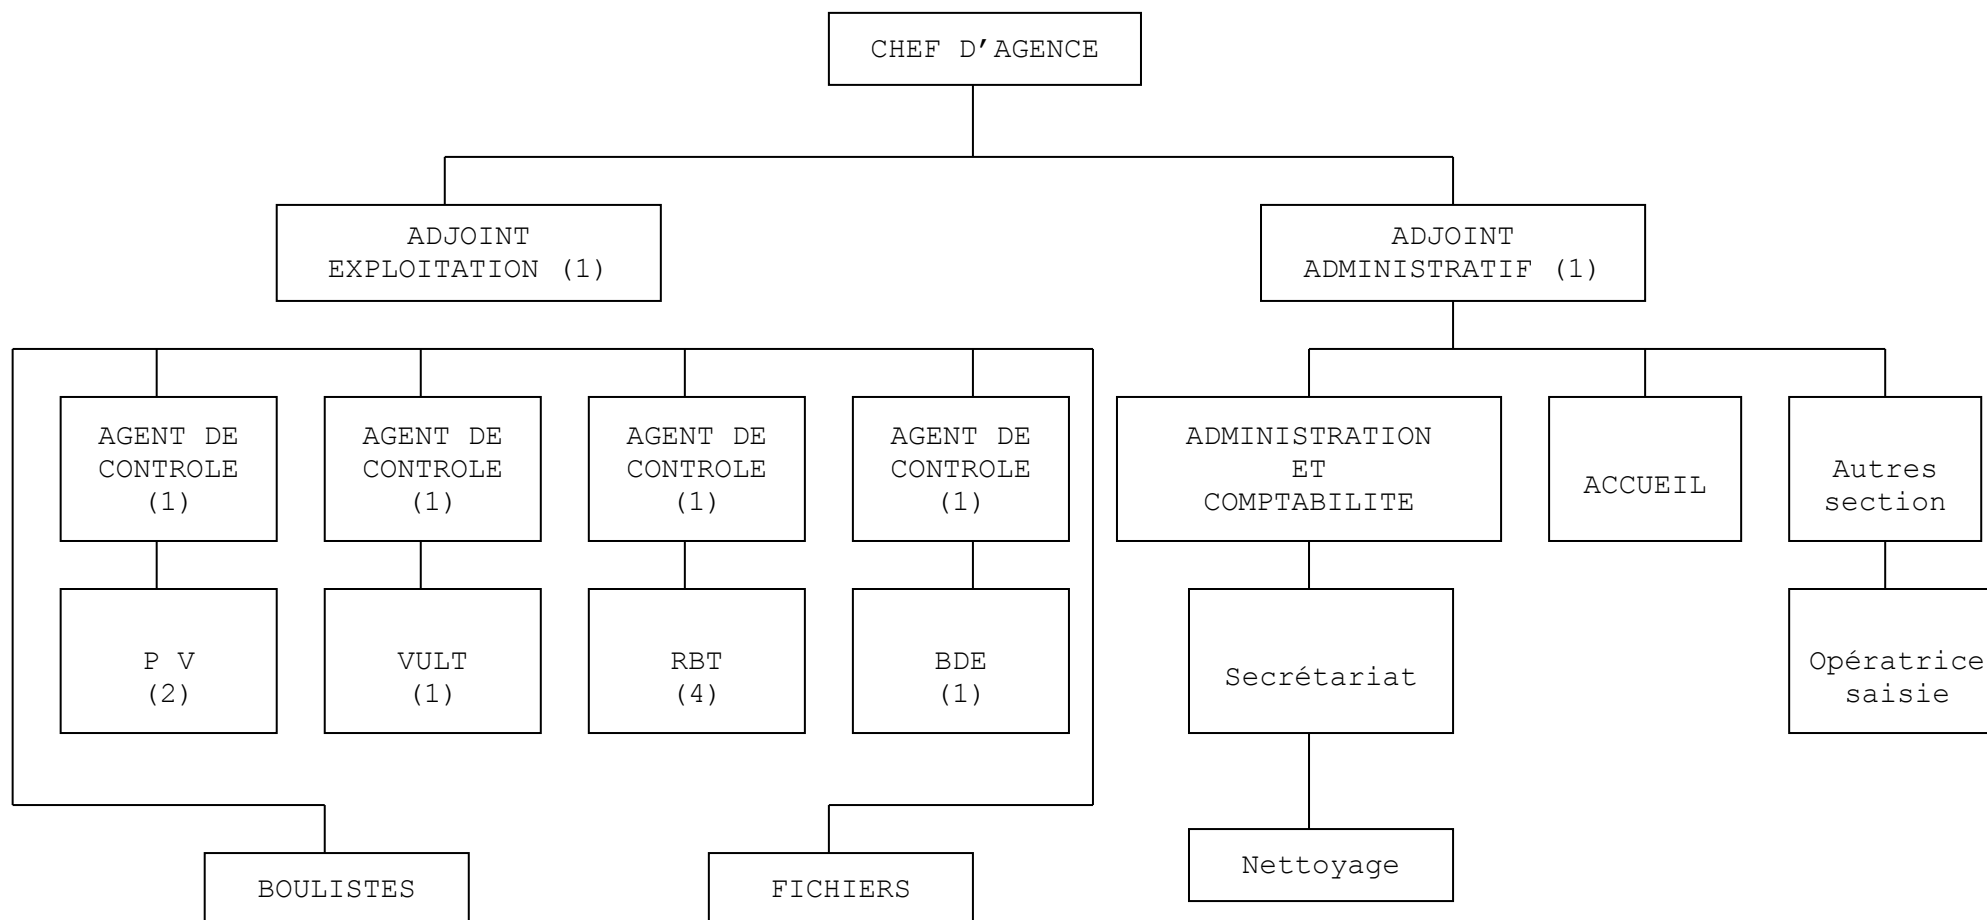 CHEF D'AGENCE
ADJOINT
EXPLOITATION (1)
ADJOINT
ADMINISTRATIF (1)
AGENT DE
CONTROLE
(1)
AGENT DE
CONTROLE
(1)
AGENT DE
CONTROLE
(1)
AGENT DE
CONTROLE
(1)
ADMINISTRATION
ET
COMPTABILITE
ACCUEIL
Autres
section
P V
(2)
VULT
(1)
RBT
(4)
BDE
(1)
Secrétariat
Opératrice
saisie
BOULISTES
FICHIERS
Nettoyage